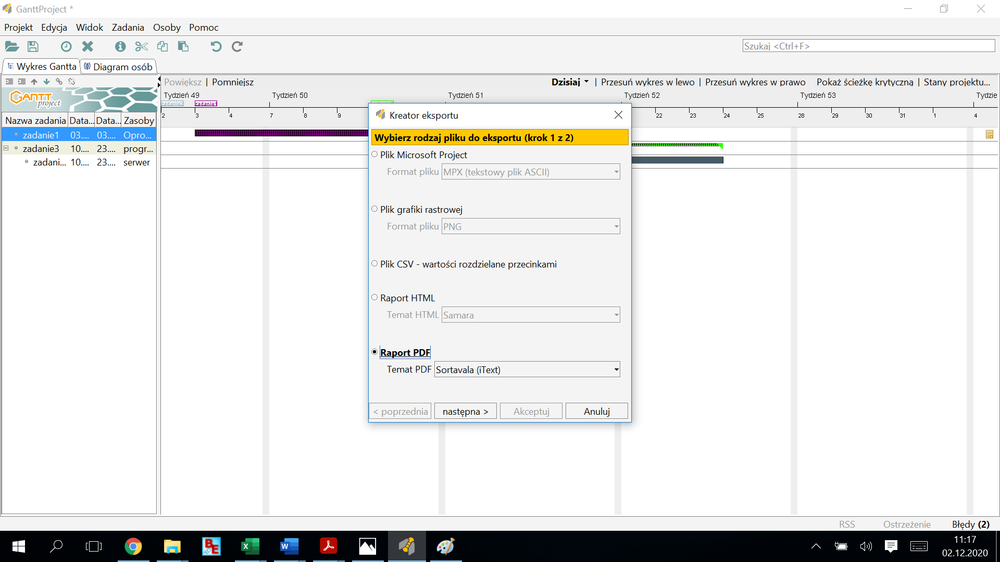 GanttProject *
Projekt Edycja Widok Zadania Osoby Pomoc
Szukaj <Ctrl+F>
Wykres Gantta Diagram osób
Powiększ | Pomniejsz Dzisiaj | Przesuń wykres w lewo | Przesuń wykres w prawo Pokaż ścieżkę krytyczną | Stany projektu...
GANTT project
Tydzień 49 Tydzień 50 Tydzień 51 Tydzień 52 Tydzień 53 Tydzie
zadanie2 zadanie1
2 3 4 7 8 9 22 23 24 25 28 29 30 31 1 4
Nazwa zadania Data... Data... Zasoby
zadanie1 03.... 03.... Opro...
zadanie3 10.... 23.... progr...
zadani... 10.... 23.... serwer
Kreator eksportu
Wybierz rodzaj pliku do eksportu (krok 1 z 2)
Plik Microsoft Project
Format pliku MPX (tekstowy plik ASCII)
Plik grafiki rastrowej
Format pliku PNG
Plik CSV - wartości rozdzielane przecinkami
Raport HTML
Temat HTML Samara
Raport PDF
Temat PDF Sortavala (iText)
< poprzednia następna > Akceptuj Anuluj
RSS Ostrzeżenie Błędy (2)
BE
11:17
02.12.2020